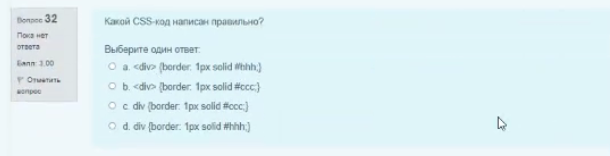 Вопрос 32
Пока нет
ответа
Балл: 3,00
Отметить
вопрос
Какой CSS-код написан правильно?
Выберите один ответ:
a. <div> {border: 1px solid #hhh;}
b. <div> {border: 1px solid #ccc;}
c. div {border: 1px solid #ccc;}
d. div {border: 1px solid #hhh;}